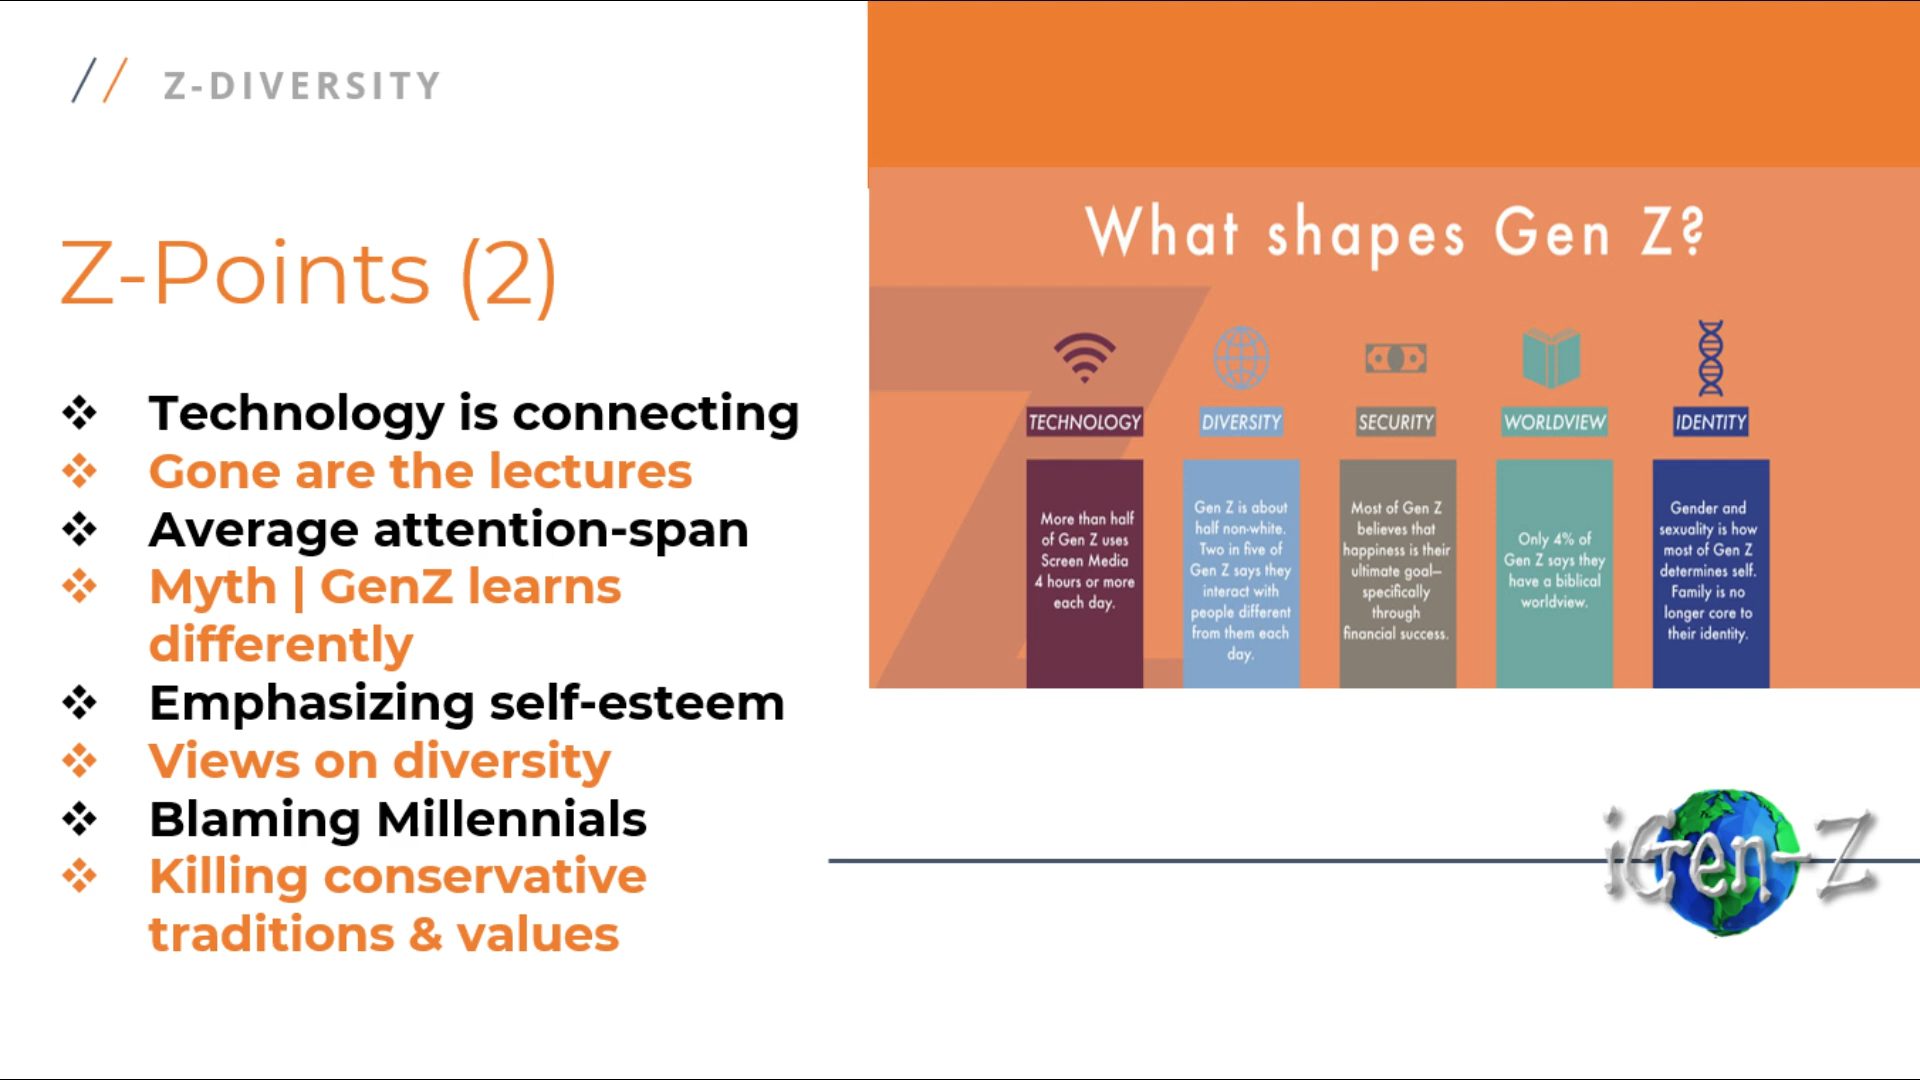 // Z-DIVERSITY
Z-Points (2)
❖ Technology is connecting
❖ Gone are the lectures
❖ Average attention-span
❖ Myth | GenZ learns
differently
❖ Emphasizing self-esteem
❖ Views on diversity
❖ Blaming Millennials
❖ Killing conservative
traditions & values
What shapes Gen Z?
TECHNOLOGY
More than half
of Gen Z uses
Screen Media
4 hours or more
each day.
DIVERSITY
Gen Z is about
half non-white.
Two in five of
Gen Z says they
interact with
people different
from them each
day.
SECURITY
Most of Gen Z
believes that
happiness is their
ultimate goal—
specifically
through
financial success.
WORLDVIEW
Only 4% of
Gen Z says they
have a biblical
worldview.
IDENTITY
Gender and
sexuality is how
most of Gen Z
determines self.
Family is no
longer core to
their identity.
iGen-Z